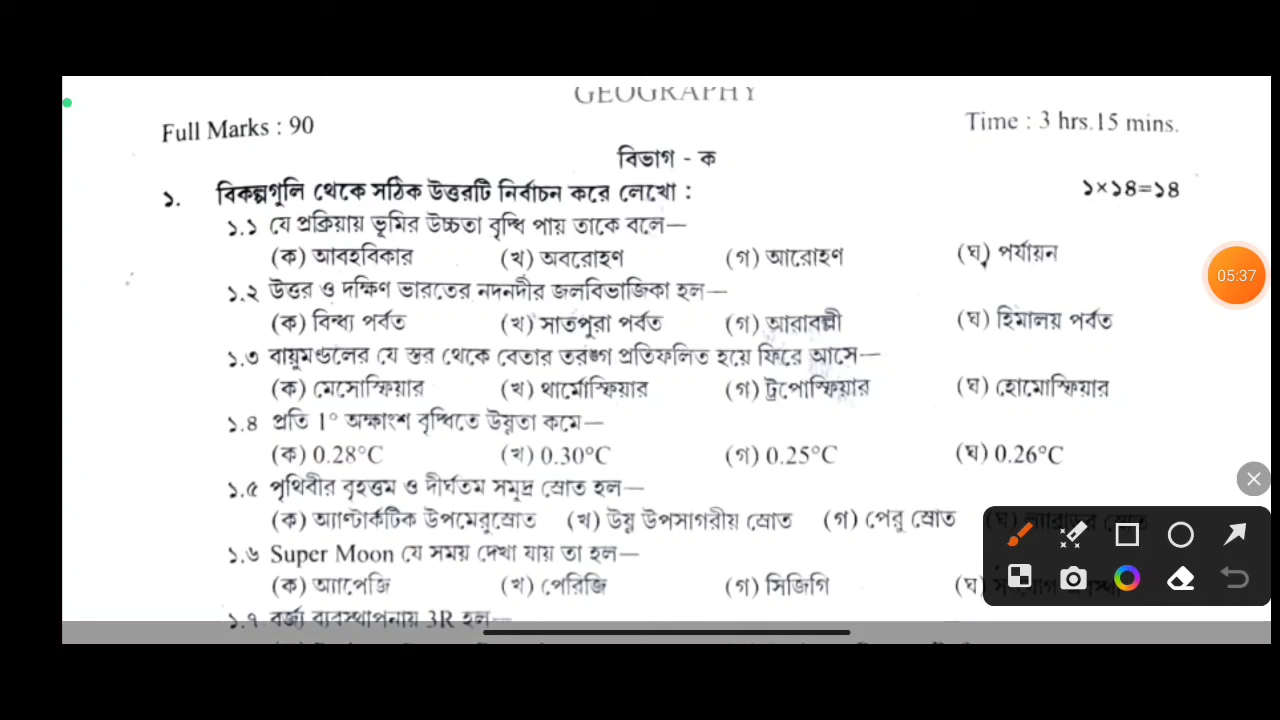 GEOGRAPHY
Full Marks : 90 Time : 3 hrs.15 mins.
বিভাগ - ক
১. বিকল্পগুলি থেকে সঠিক উত্তরটি নির্বাচন করে লেখো : ১×১৪=১৪
১.১ যে প্রক্রিয়ায় ভূমির উচ্চতা বৃদ্ধি পায় তাকে বলে—
(ক) আবহবিকার (খ) অবরোহণ (গ) আরোহণ (ঘ) পর্যায়ন
১.২ উত্তর ও দক্ষিণ ভারতের নদনদীর জলবিভাজিকা হল—
(ক) বিন্ধ্য পর্বত (খ) সাতপুরা পর্বত (গ) আরাবল্লী (ঘ) হিমালয় পর্বত
১.৩ বায়ুমণ্ডলের যে স্তর থেকে বেতার তরঙ্গ প্রতিফলিত হয়ে ফিরে আসে—
(ক) মেসোস্ফিয়ার (খ) থার্মোস্ফিয়ার (গ) ট্রপোস্ফিয়ার (ঘ) হোমোস্ফিয়ার
১.৪ প্রতি 1° অক্ষাংশ বৃদ্ধিতে উষ্ণতা কমে—
(ক) 0.28°C (খ) 0.30°C (গ) 0.25°C (ঘ) 0.26°C
১.৫ পৃথিবীর বৃহত্তম ও দীর্ঘতম সমুদ্র স্রোত হল—
(ক) অ্যান্টার্কটিক উপমেরুস্রোত (খ) উষ্ণ উপসাগরীয় স্রোত (গ) পেরু স্রোত (ঘ) ল্যাব্রাডর স্রোত
১.৬ Super Moon যে সময় দেখা যায় তা হল—
(ক) অ্যাপোজি (খ) পেরিজি (গ) সিজিগি (ঘ)
১.৭ বর্জ্য ব্যবস্থাপনায় 3R হল—
05:37